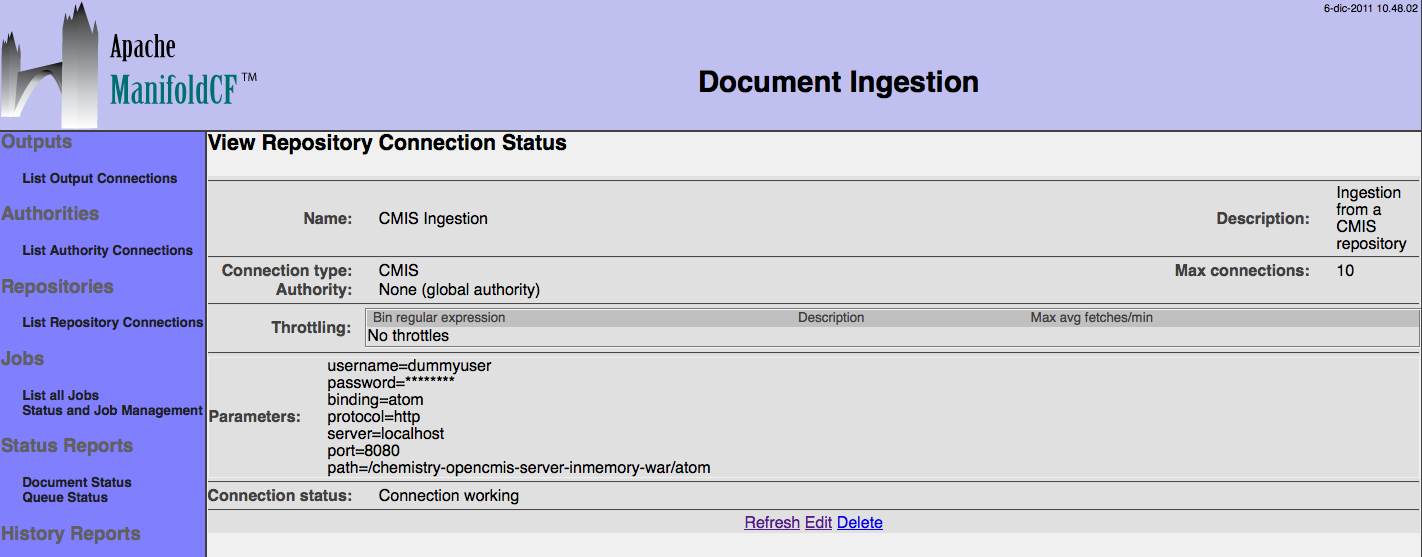 6-dic-2011 10.48.02
Apache
ManifoldCF™
Document Ingestion
Outputs
List Output Connections
Authorities
List Authority Connections
Repositories
List Repository Connections
Jobs
List all Jobs
Status and Job Management
Status Reports
Document Status
Queue Status
History Reports
View Repository Connection Status
Name: CMIS Ingestion
Description: Ingestion
from a
CMIS
repository
Connection type: CMIS
Max connections: 10
Authority: None (global authority)
Throttling: Bin regular expression Description Max avg fetches/min
No throttles
Parameters:
username=dummyuser
password=********
binding=atom
protocol=http
server=localhost
port=8080
path=/chemistry-opencmis-server-inmemory-war/atom
Connection status: Connection working
Refresh Edit Delete